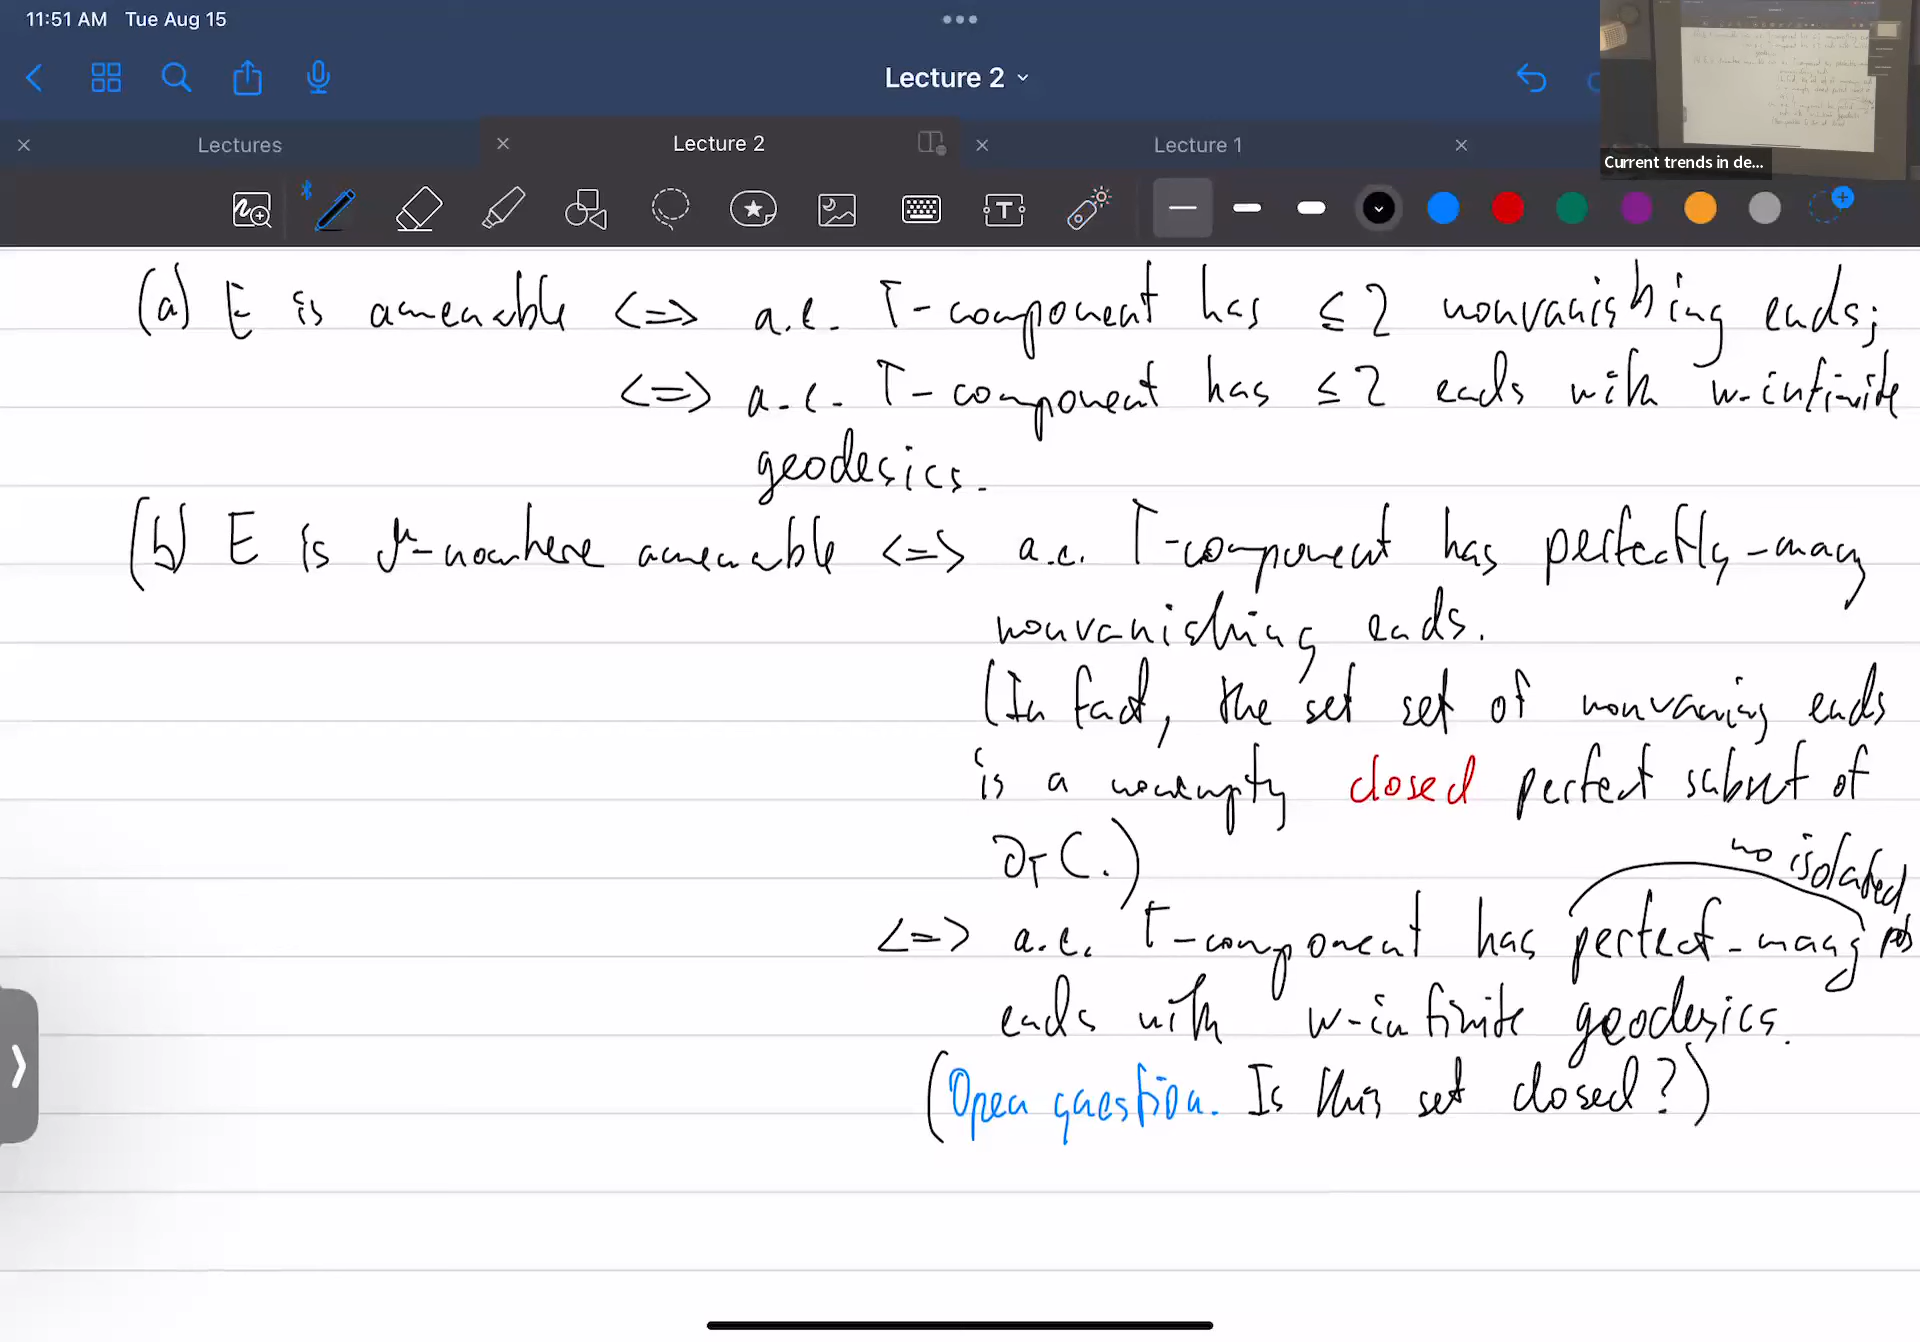 11:51 AM Tue Aug 15
Lecture 2
Lectures
Lecture 2
Lecture 1
Current trends in de...
(a) E is amenable <=> a.e. T-component has ≤ 2 nonvanishing ends;
<=> a.e. T-component has ≤ 2 ends with w-infinite
geodesics.
(b) E is μ-nowhere amenable <=> a.e. T-component has perfectly-many
nonvanishing ends.
(In fact, the set set of nonvaning ends
is a nonempty closed perfect subset of
∂T C.)
no isolated
pts
<=> a.e. T-component has perfect-many
ends with w-infinite geodesics.
(Open question. Is this set closed?)